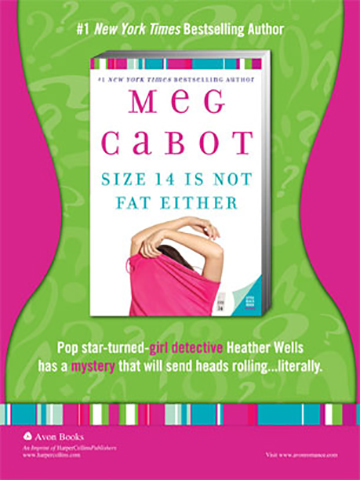 #1 New York Times Bestselling Author
#1 NEW YORK TIMES BESTSELLING AUTHOR
MEG
CABOT
SIZE 14 IS NOT
FAT EITHER
Pop star-turned-girl detective Heather Wells
has a mystery that will send heads rolling...literally.
Avon Books
An Imprint of HarperCollinsPublishers
www.harpercollins.com
Visit www.avonromance.com